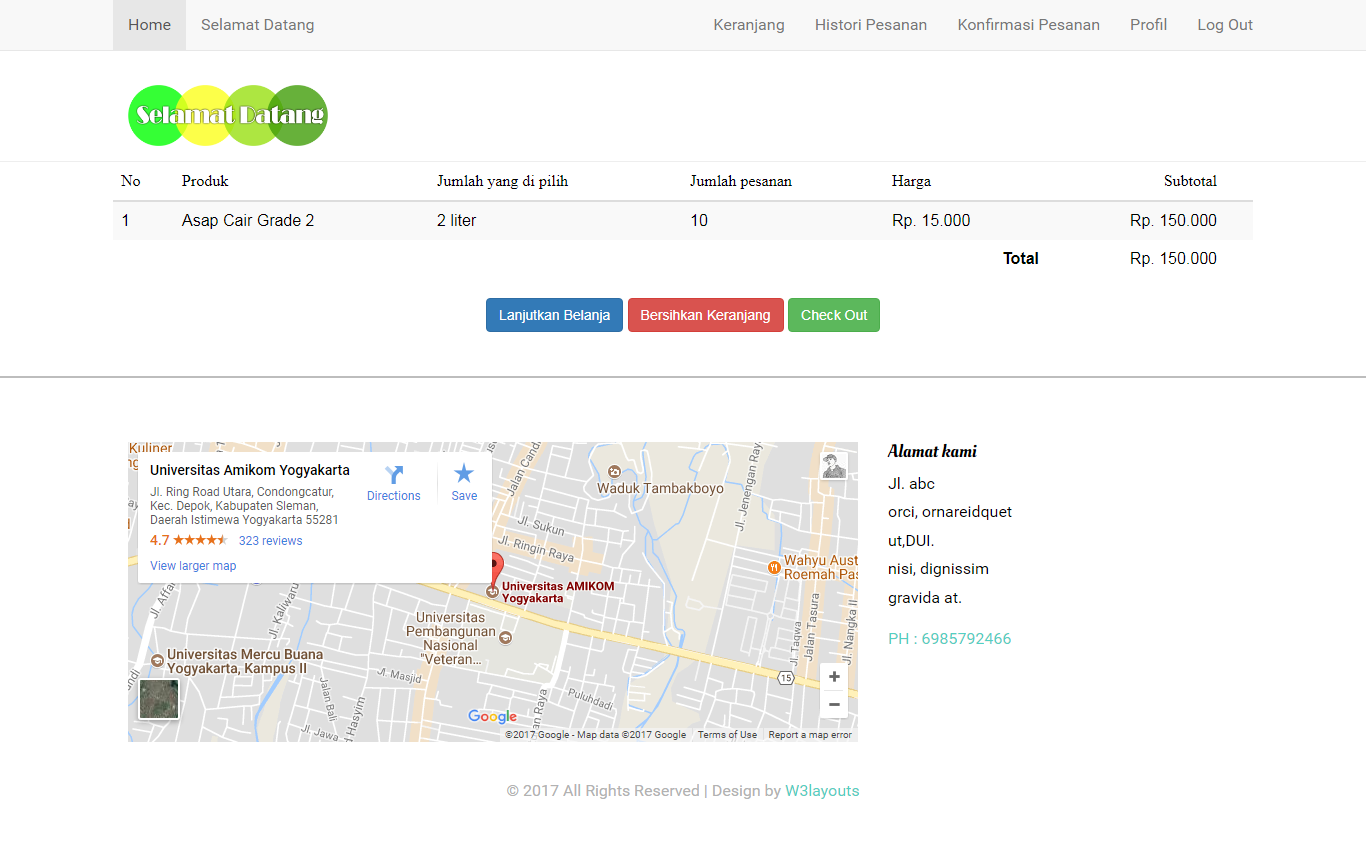 Home Selamat Datang Keranjang Histori Pesanan Konfirmasi Pesanan Profil Log Out
Selamat Datang
No Produk Jumlah yang di pilih Jumlah pesanan Harga Subtotal
1 Asap Cair Grade 2 2 liter 10 Rp. 15.000 Rp. 150.000
Total Rp. 150.000
Lanjutkan Belanja Bersihkan Keranjang Check Out
Kuliner
Universitas Amikom Yogyakarta
Jl. Ring Road Utara, Condongcatur,
Kec. Depok, Kabupaten Sleman,
Daerah Istimewa Yogyakarta 55281
4.7 323 reviews
View larger map
Directions
Save
Jalan Cand
Waduk Tambakboyo
Jl. Jenengan Raya
Jl. Sukun
Jl. Ringin Raya
Wahyu Aust
Roemah Pas
Universitas AMIKOM
Yogyakarta
Jl. Affa
Jl. Kaliwaru
Universitas
Pembangunan
Nasional
"Veteran...
Jalan Tasura
Jl. Nangka II
Jl. Taqwa
Universitas Mercu Buana
Yogyakarta, Kampus II
Jl. Masjid
15
Jalan Bali
Hasyim
Jl. Jawa
Raya
Puluhdadi
Google
©2017 Google - Map data ©2017 Google Terms of Use Report a map error
Alamat kami
Jl. abc
orci, ornareidquet
ut,DUI.
nisi, dignissim
gravida at.
PH : 6985792466
© 2017 All Rights Reserved | Design by W3layouts